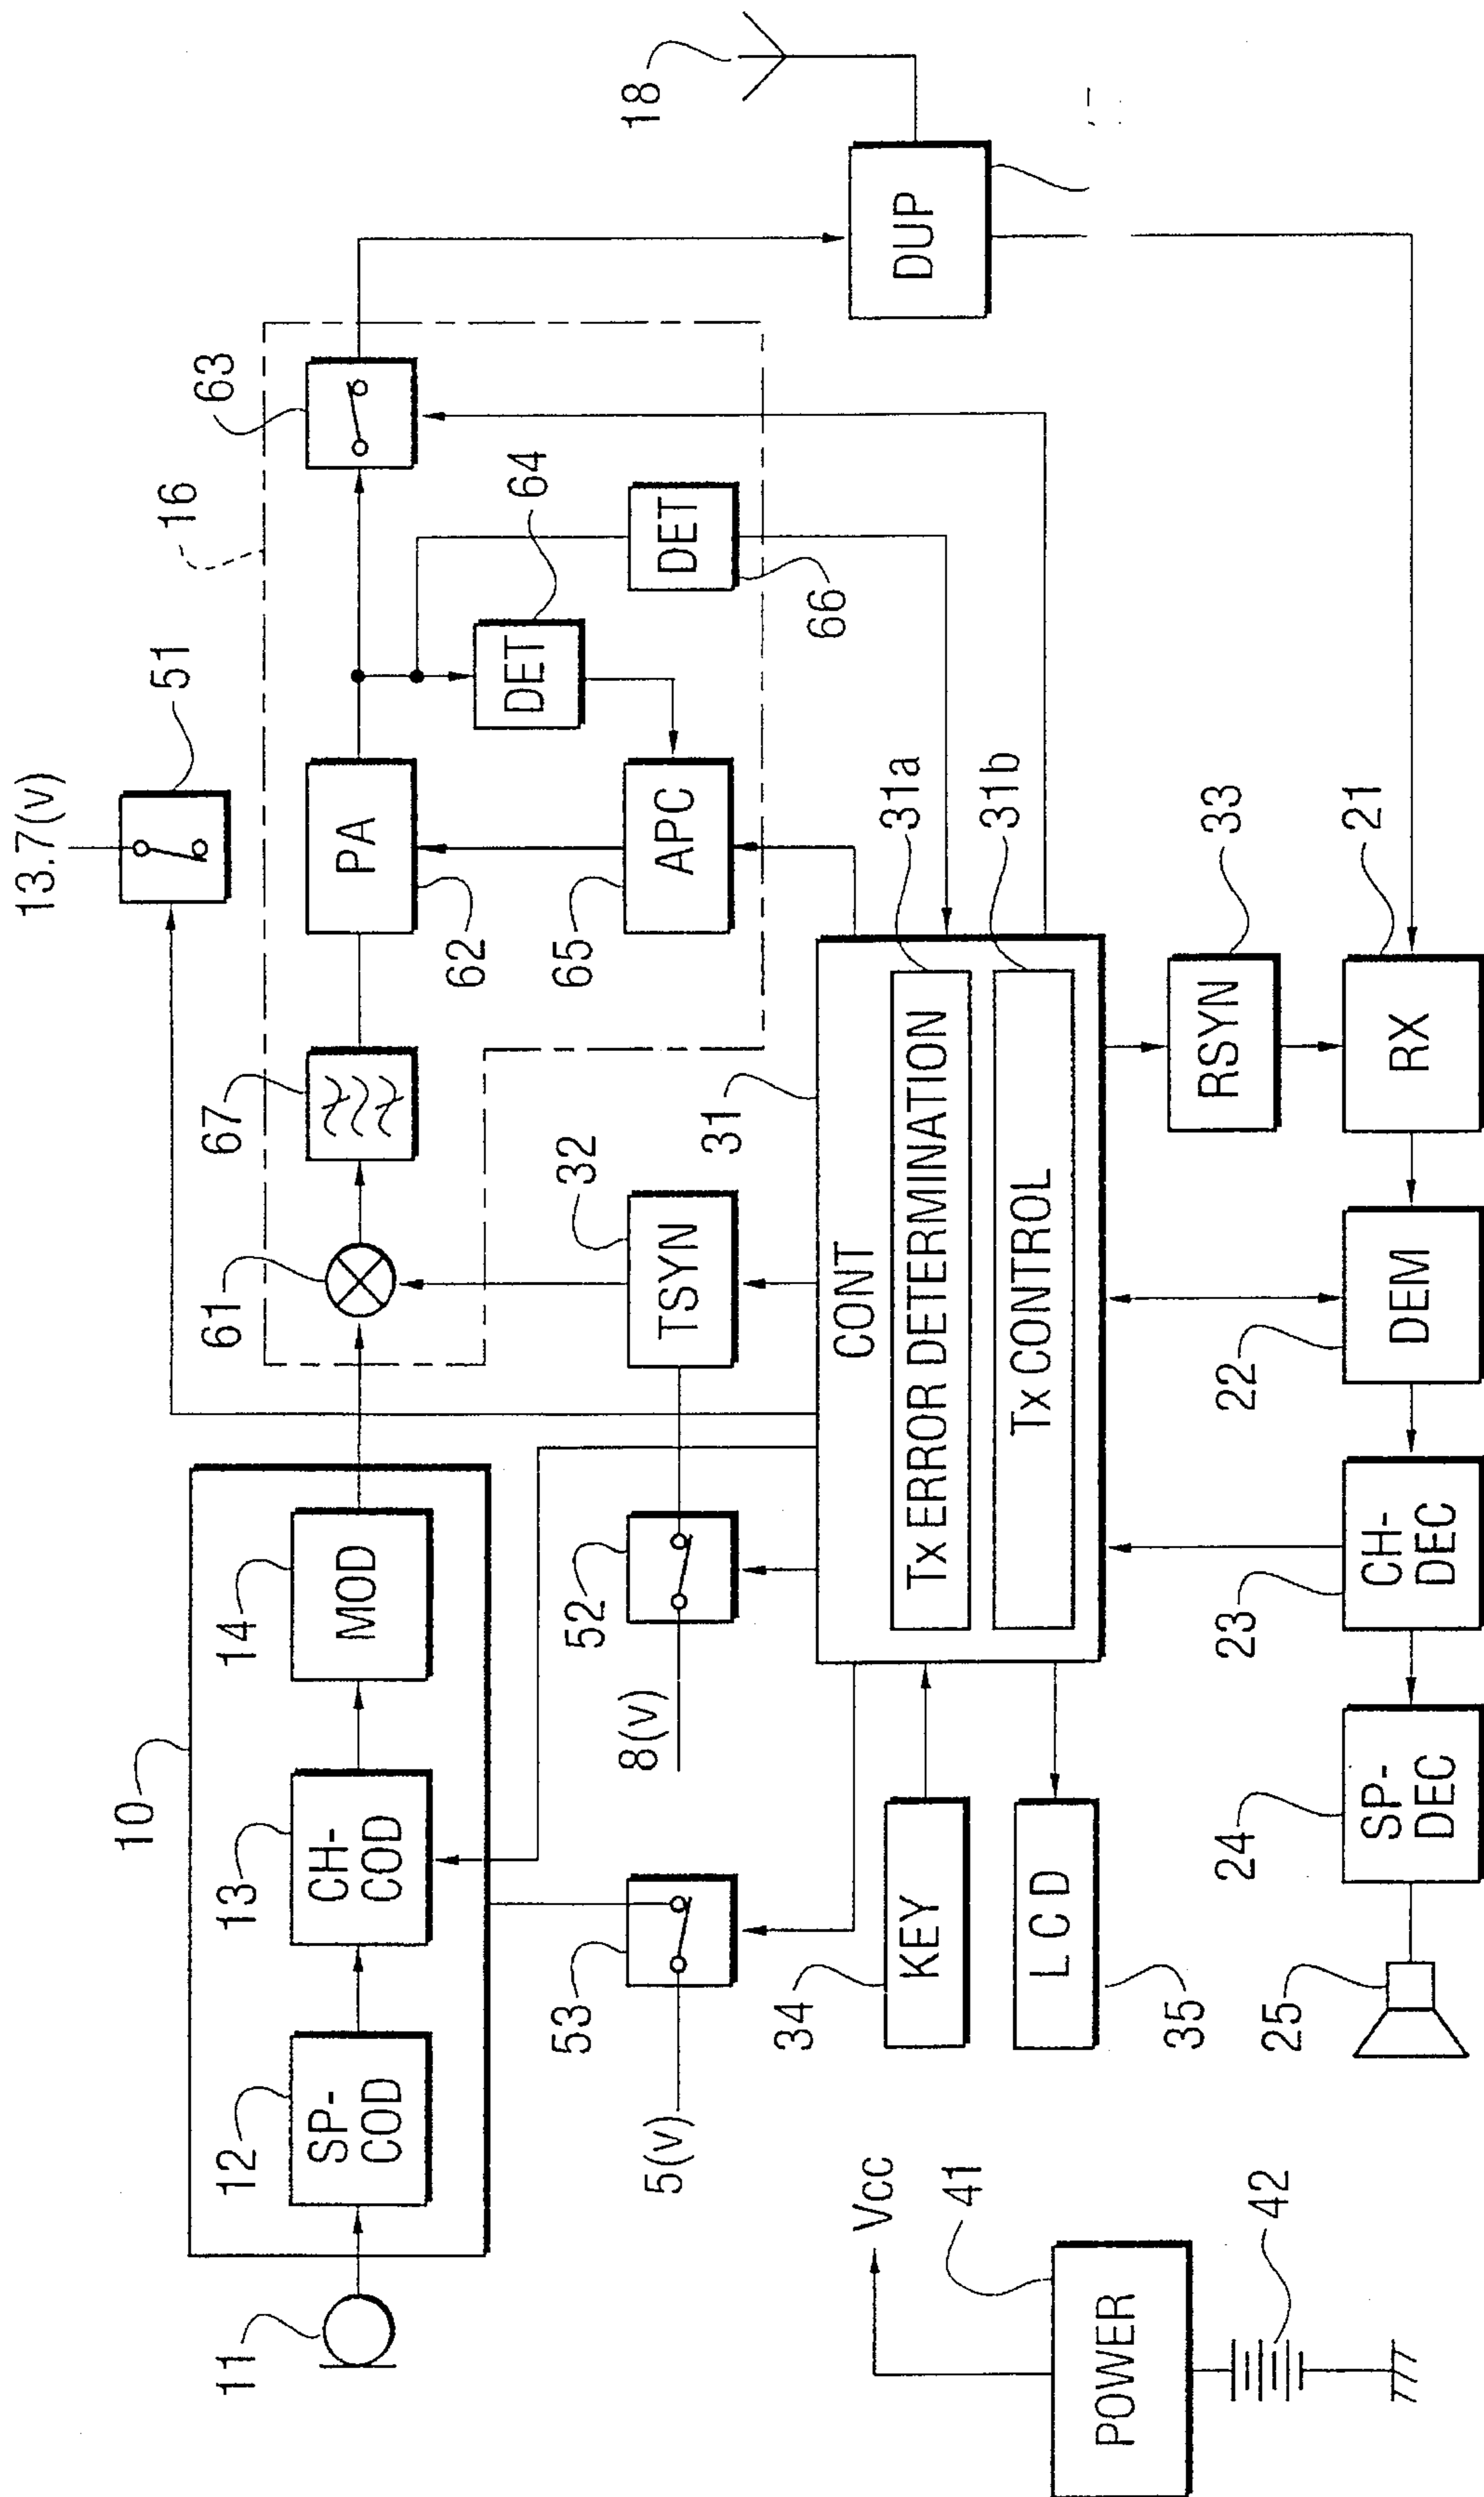 13.7(v)
51
16
63
18
10
11
12
SP-
COD
13
CH-
COD
14
MOD
61
67
62
PA
64
DET
65
APC
66
DET
DUP
5(v)
53
8(v)
52
32
TSYN
31
CONT
Tx ERROR DETERMINATION
31a
Tx CONTROL
31b
34
KEY
35
LCD
33
RSYN
21
RX
22
DEM
23
CH-
DEC
24
SP-
DEC
25
Vcc
41
POWER
42